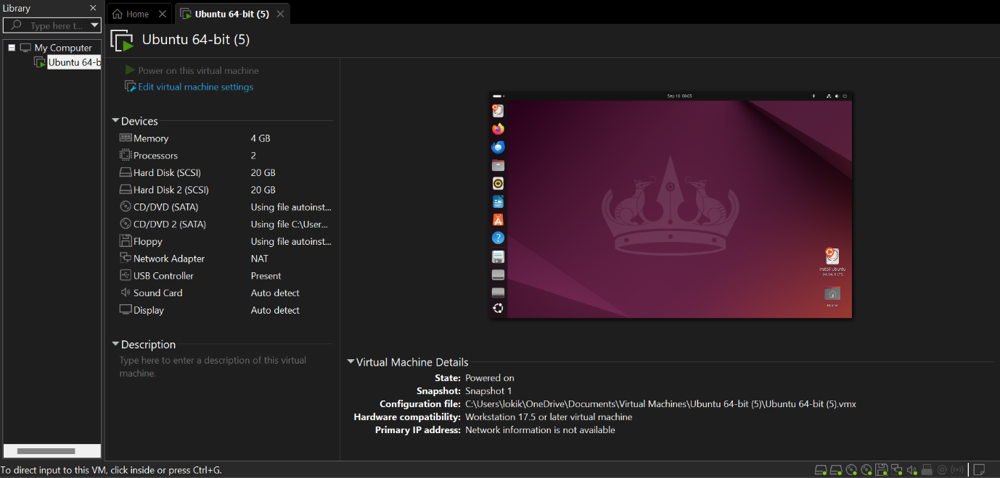 Library
Type here t...
My Computer
Ubuntu 64-b
Home
Ubuntu 64-bit (5)
Ubuntu 64-bit (5)
Power on this virtual machine
Edit virtual machine settings
Devices
Memory 4 GB
Processors 2
Hard Disk (SCSI) 20 GB
Hard Disk 2 (SCSI) 20 GB
CD/DVD (SATA) Using file autoinst...
CD/DVD 2 (SATA) Using file C:\User...
Floppy Using file autoinst...
Network Adapter NAT
USB Controller Present
Sound Card Auto detect
Display Auto detect
Description
Type here to enter a description of this virtual
machine.
Sep 16 08:05
Install Ubuntu
24.04.3 LTS
Home
Virtual Machine Details
State: Powered on
Snapshot: Snapshot 1
Configuration file: C:\Users\lokik\OneDrive\Documents\Virtual Machines\Ubuntu 64-bit (5)\Ubuntu 64-bit (5).vmx
Hardware compatibility: Workstation 17.5 or later virtual machine
Primary IP address: Network information is not available
To direct input to this VM, click inside or press Ctrl+G.